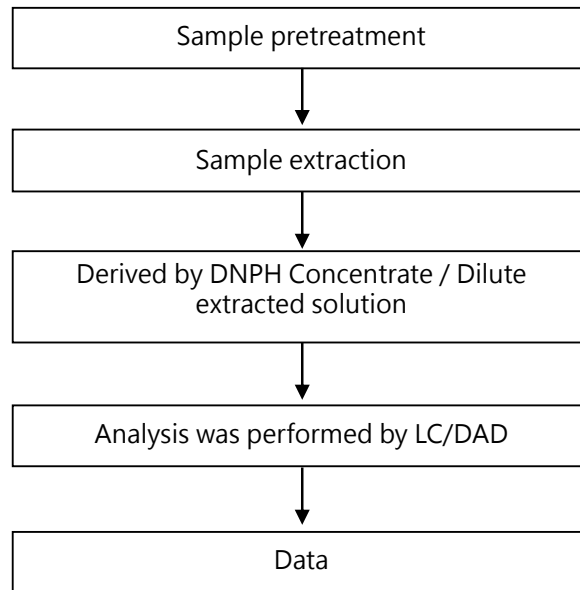 Sample pretreatment
Sample extraction
Derived by DNPH Concentrate / Dilute
extracted solution
Analysis was performed by LC/DAD
Data